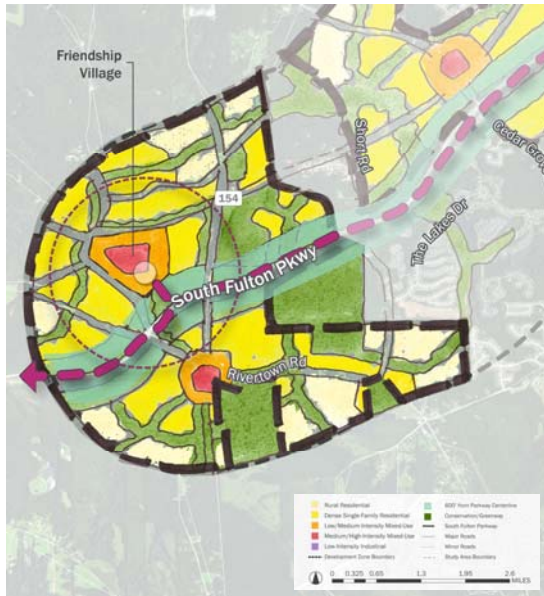 Friendship
Village
Short Rd
Cedar Grov
154
The Lakes Dr
South Fulton Pkwy
Rivertown Rd
Rural Residential
Dense Single Family Residential
Low/Medium Intensity Mixed Use
Medium/High Intensity Mixed Use
Low Intensity Industrial
Development Zone Boundary
800' from Parkway Centerline
Conservation/Greenway
South Fulton Parkway
Major Roads
Minor Roads
Study Area Boundary
0 0.325 0.65 1.3 1.95 2.6
MILES